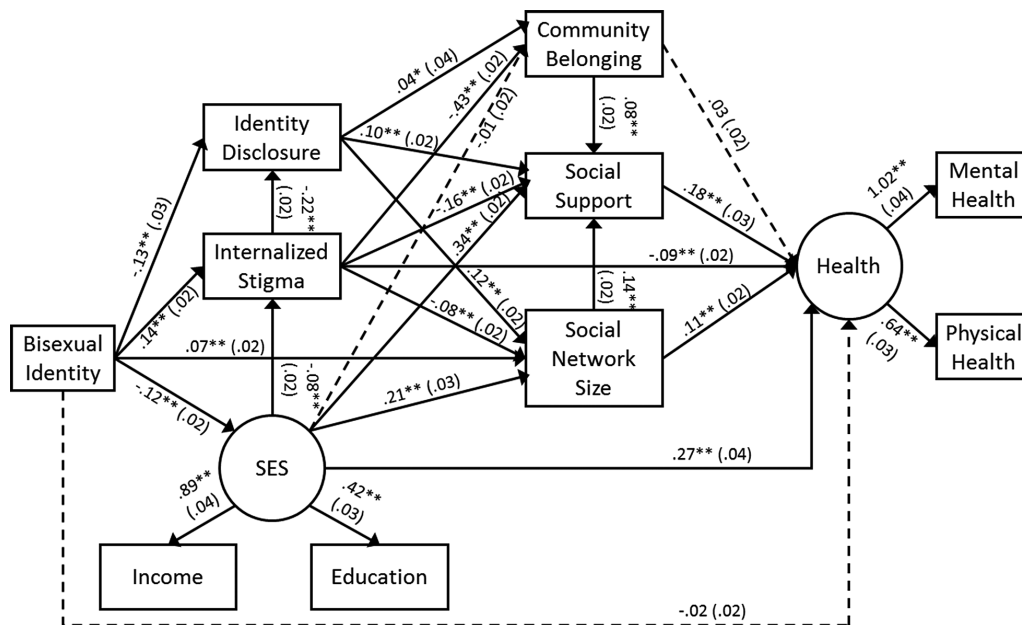 Community
Belonging
.04* (.04)
-.43** (.02)
-.01 (.02)
.08**
(.02)
.03 (.02)
Identity
Disclosure
.10** (.02)
Social
Support
1.02**
(.04)
Mental
Health
-.13** (.03)
-.22**
(.02)
-.16** (.02)
.34** (.02)
.18** (.03)
Internalized
Stigma
-.09** (.02)
Health
.14** (.02)
.12** (.02)
-.08** (.02)
.14**
(.02)
.11** (.02)
.64**
(.03)
Physical
Health
Bisexual
Identity
.07** (.02)
Social
Network
Size
-.12** (.02)
-.08**
(.02)
.21** (.03)
SES
.27** (.04)
.89**
(.04)
.42**
(.03)
Income
Education
-.02 (.02)